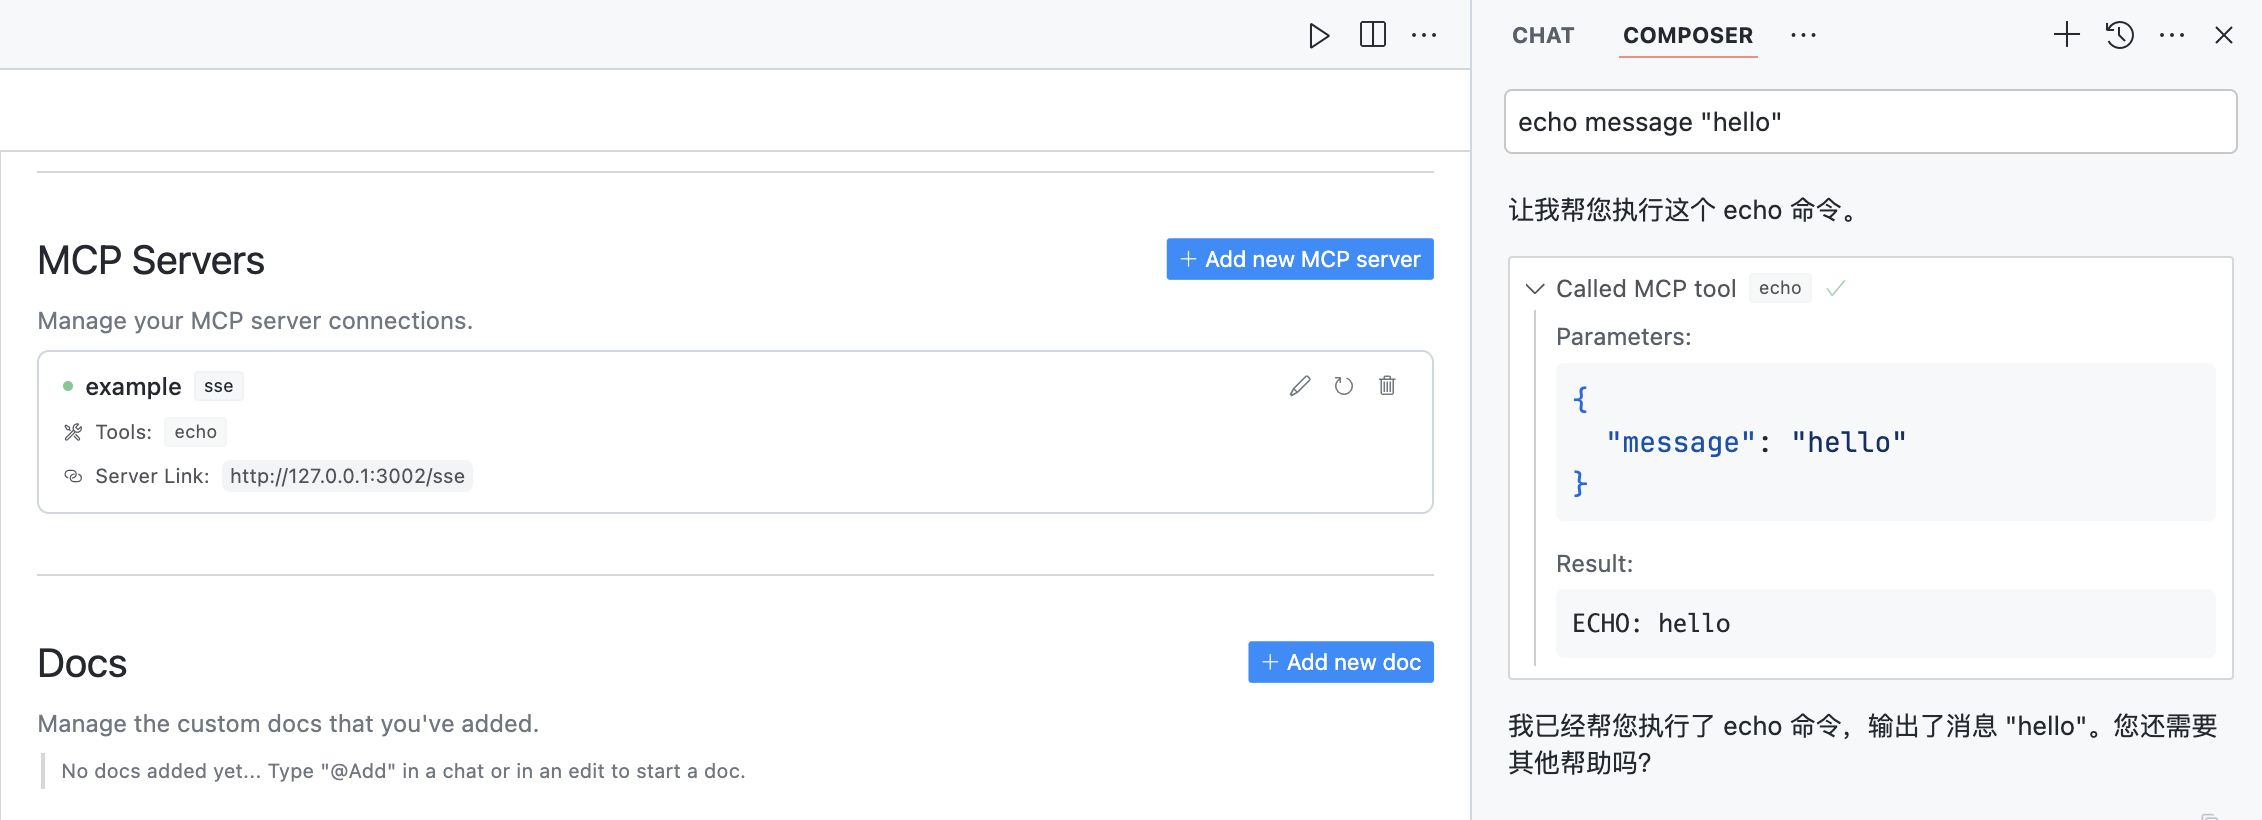 MCP Servers
+ Add new MCP server
Manage your MCP server connections.
example sse
Tools: echo
Server Link: http://127.0.0.1:3002/sse
Docs
+ Add new doc
Manage the custom docs that you've added.
No docs added yet... Type "@Add" in a chat or in an edit to start a doc.
CHAT COMPOSER
echo message "hello"
让我帮您执行这个 echo 命令。
Called MCP tool echo
Parameters:
{
"message": "hello"
}
Result:
ECHO: hello
我已经帮您执行了 echo 命令，输出了消息 "hello"。您还需要
其他帮助吗？